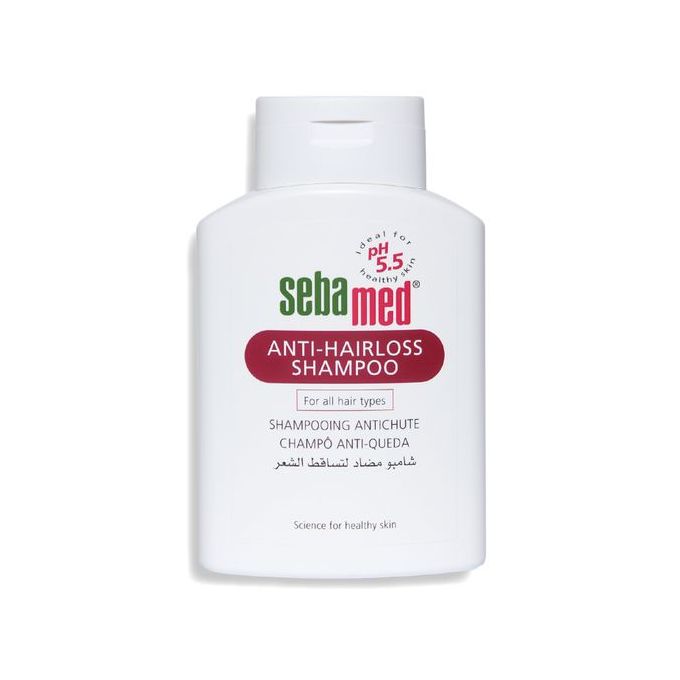 ideal for
pH
5.5
healthy skin
sebamed®
ANTI-HAIRLOSS
SHAMPOO
For all hair types
SHAMPOOING ANTICHUTE
CHAMPÔ ANTI-QUEDA
شامبو مضاد لتساقط الشعر
Science for healthy skin